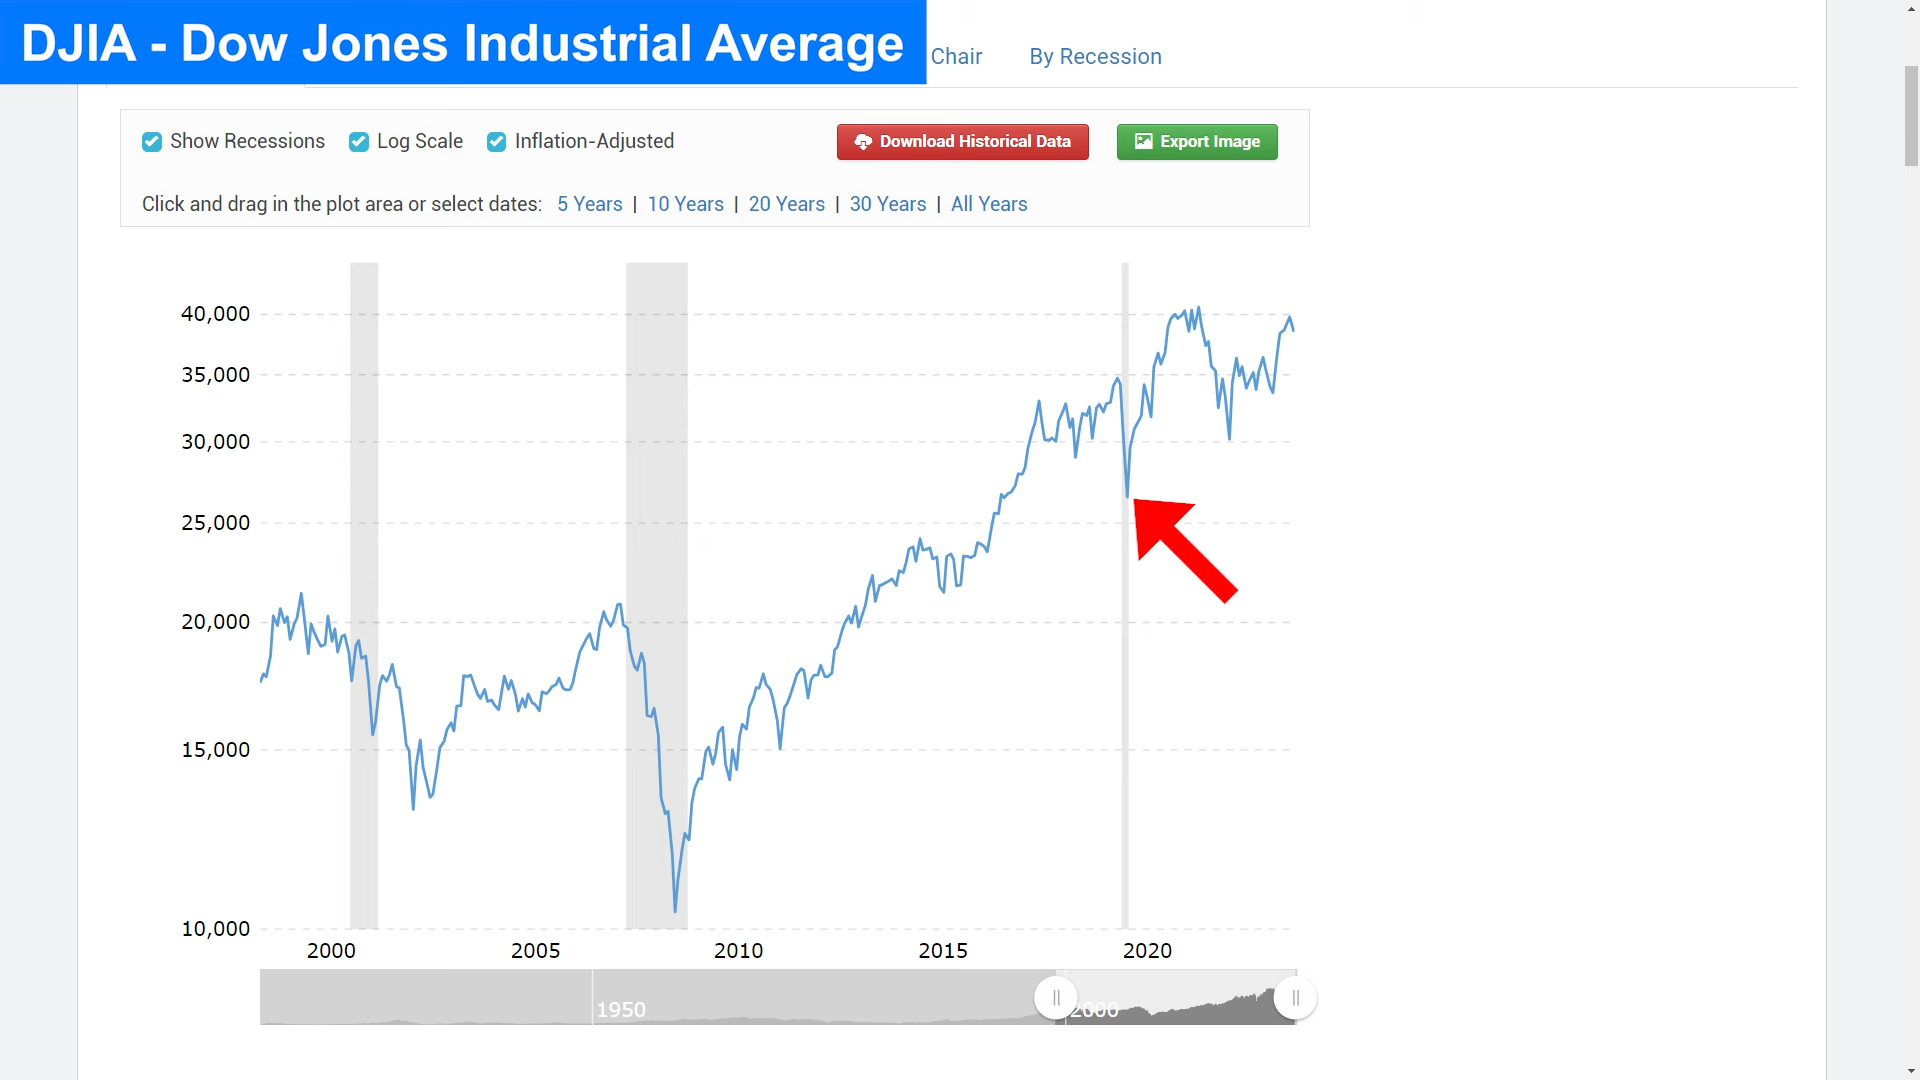 DJIA - Dow Jones Industrial Average
Chair By Recession
Show Recessions Log Scale Inflation-Adjusted Download Historical Data Export Image
Click and drag in the plot area or select dates: 5 Years | 10 Years | 20 Years | 30 Years | All Years
40,000
35,000
30,000
25,000
20,000
15,000
10,000
2000 2005 2010 2015 2020
1950 2000